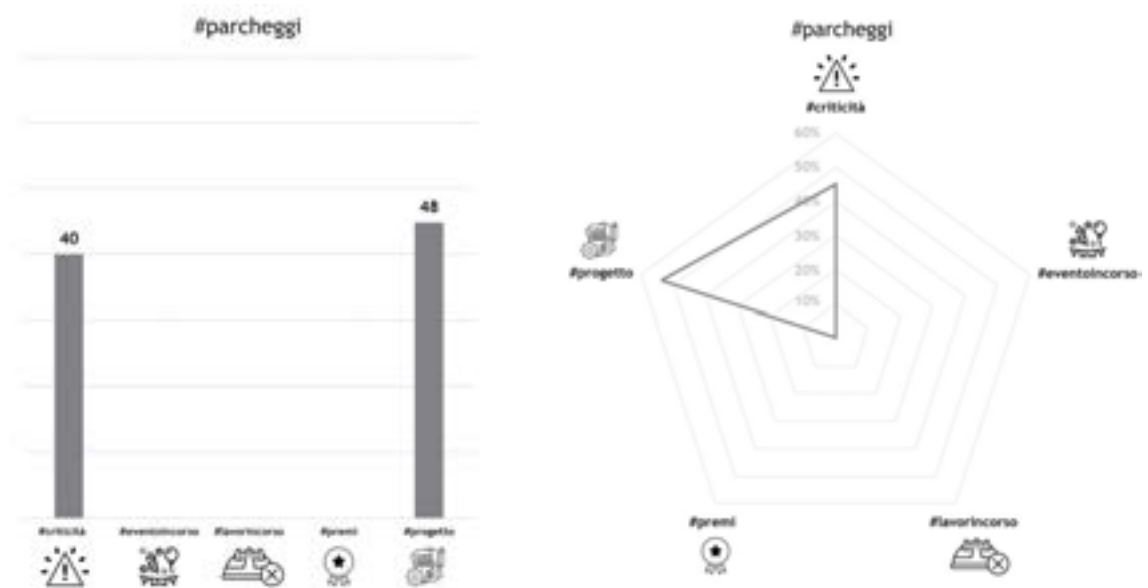 #parcheggi
48
40
#criticità #eventoincorso #lavorincorso #premi #progetto
#parcheggi
#criticità
60%
50%
40%
30%
20%
10%
#progetto
#eventoincorso
#premi
#lavorincorso